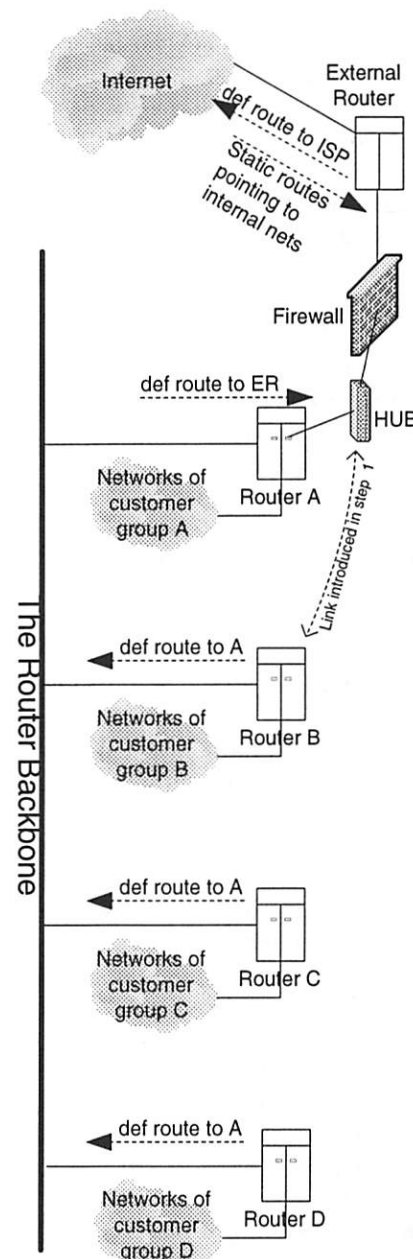 Internet
External
Router
def route to ISP
Static routes
pointing to
internal nets
Firewall
def route to ER
HUB
Router A
Networks of
customer
group A
Link introduced in step 1
The Router Backbone
def route to A
Networks of
customer
group B
Router B
def route to A
Networks of
customer
group C
Router C
def route to A
Networks of
customer
group D
Router D